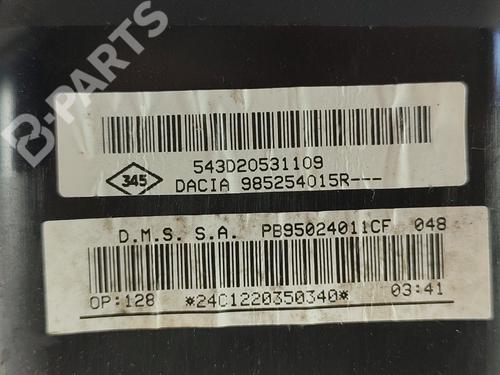 B-PARTS
543D20531109
345
DACIA 985254015R---
D.M.S. S.A. PB95024011CF 048
OP:128 *24C1220350340* 03:41